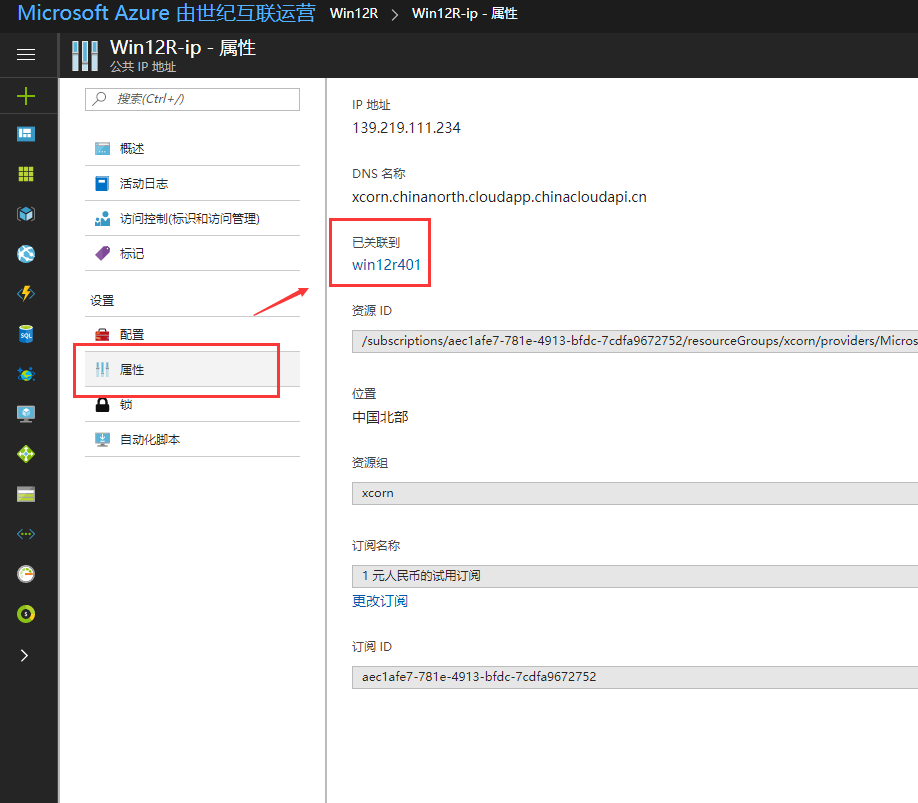 Microsoft Azure 由世纪互联运营 Win12R > Win12R-ip - 属性
Win12R-ip - 属性
公共 IP 地址
搜索(Ctrl+/)
概述
活动日志
访问控制(标识和访问管理)
标记
设置
配置
属性
锁
自动化脚本
IP 地址
139.219.111.234
DNS 名称
xcorn.chinanorth.cloudapp.chinacloudapi.cn
已关联到
win12r401
资源 ID
/subscriptions/aec1afe7-781e-4913-bfdc-7cdfa9672752/resourceGroups/xcorn/providers/Micros
位置
中国北部
资源组
xcorn
订阅名称
1 元人民币的试用订阅
更改订阅
订阅 ID
aec1afe7-781e-4913-bfdc-7cdfa9672752